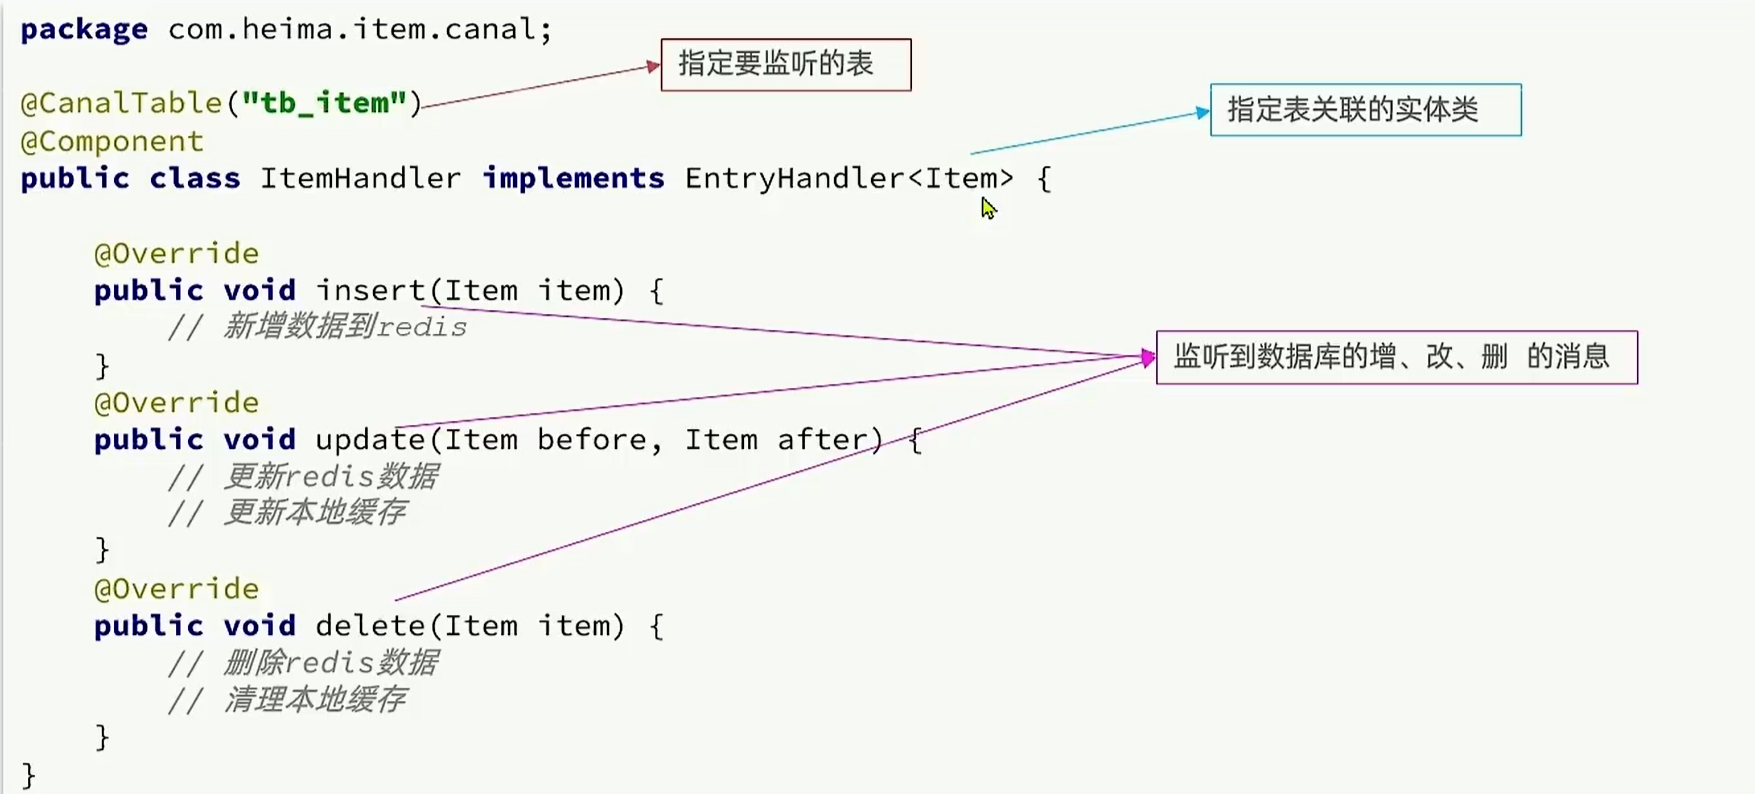 package com.heima.item.canal;
指定要监听的表
@CanalTable("tb_item")
指定表关联的实体类
@Component
public class ItemHandler implements EntryHandler<Item> {
@Override
public void insert(Item item) {
// 新增数据到redis
}
监听到数据库的增、改、删 的消息
@Override
public void update(Item before, Item after) {
// 更新redis数据
// 更新本地缓存
}
@Override
public void delete(Item item) {
// 删除redis数据
// 清理本地缓存
}
}